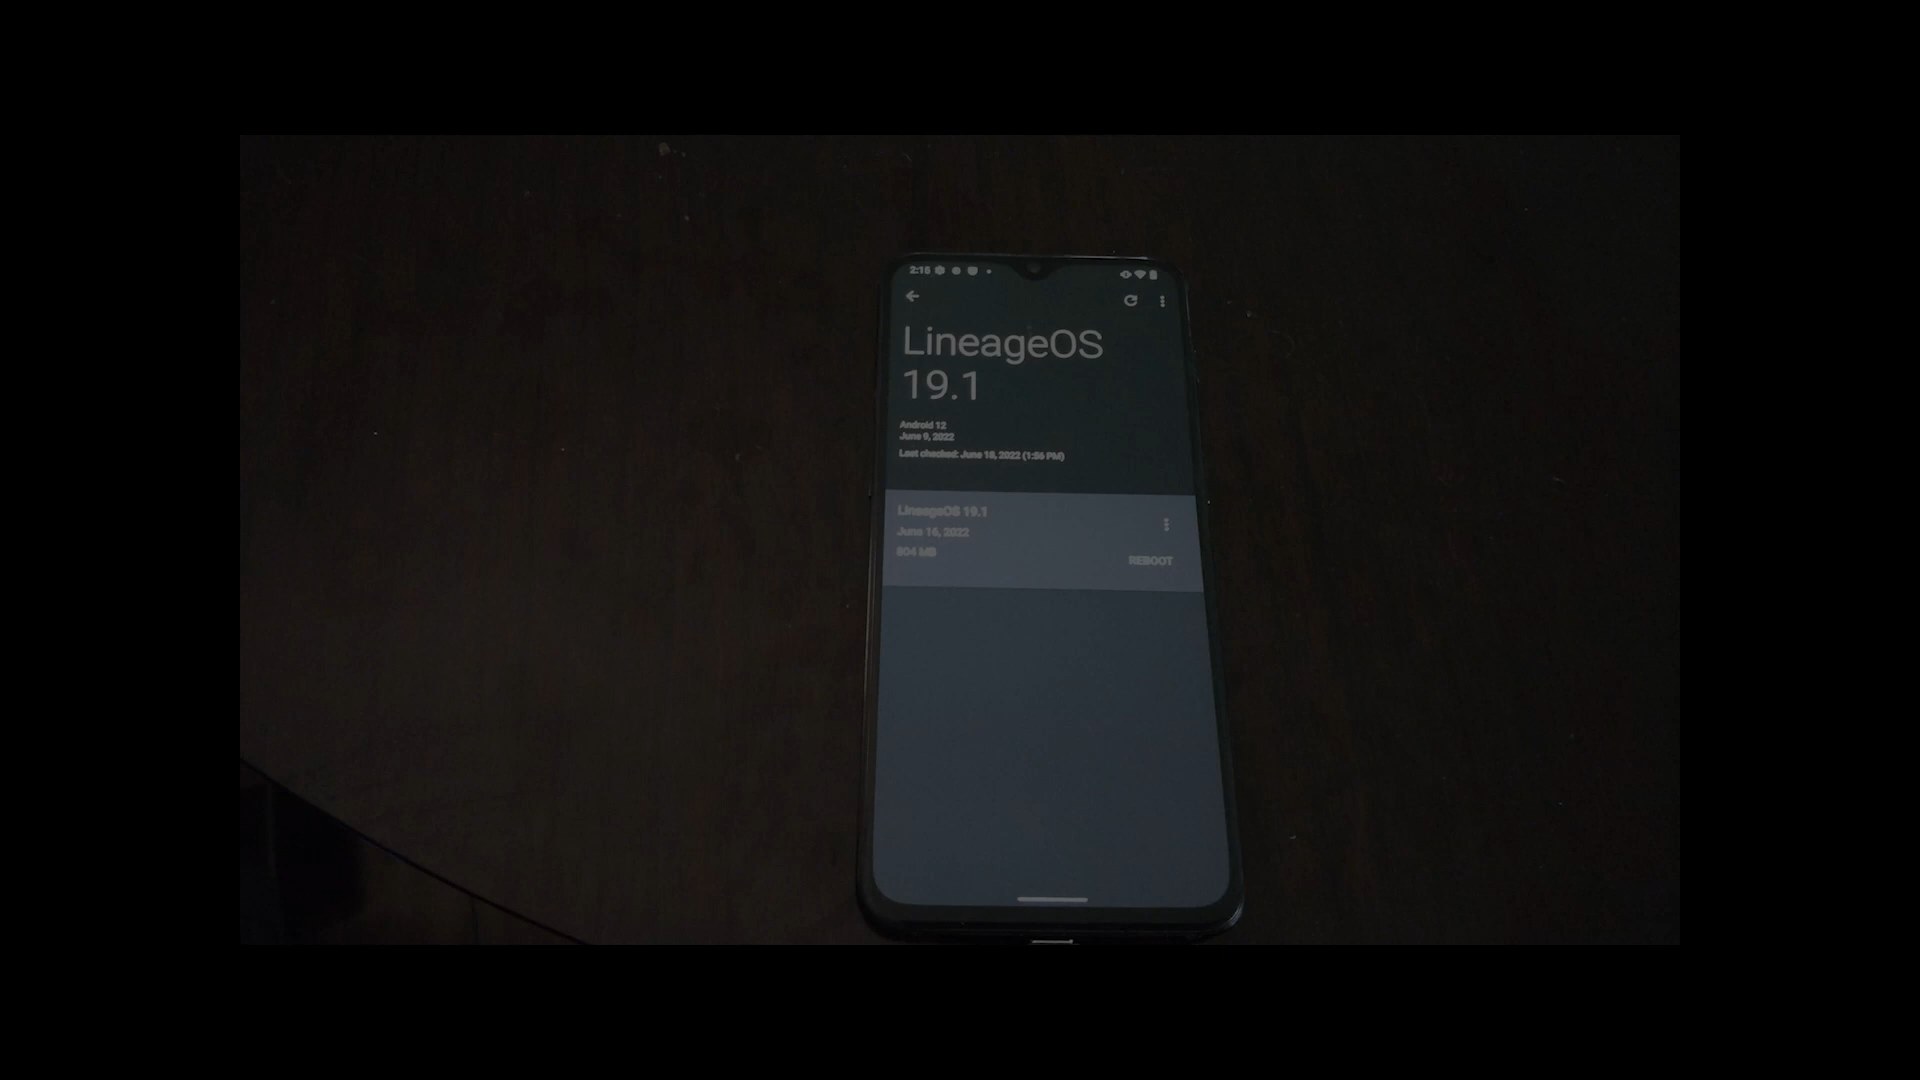 2:15
LineageOS
19.1
Android 12
June 9, 2022
Last checked: June 18, 2022 (1:56 PM)
LineageOS 19.1
June 16, 2022
804 MB
REBOOT